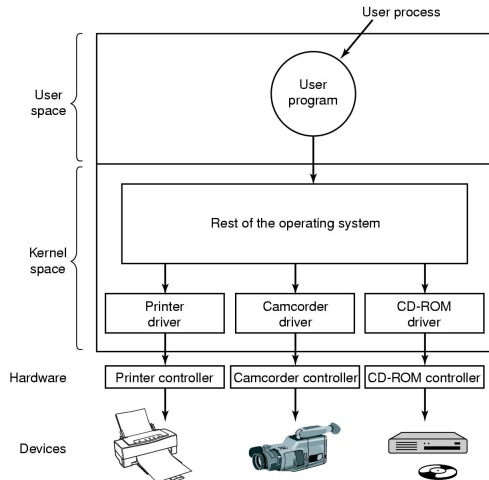 User process
User
space
User
program
Rest of the operating system
Kernel
space
Printer
driver
Camcorder
driver
CD-ROM
driver
Hardware
Printer controller
Camcorder controller
CD-ROM controller
Devices